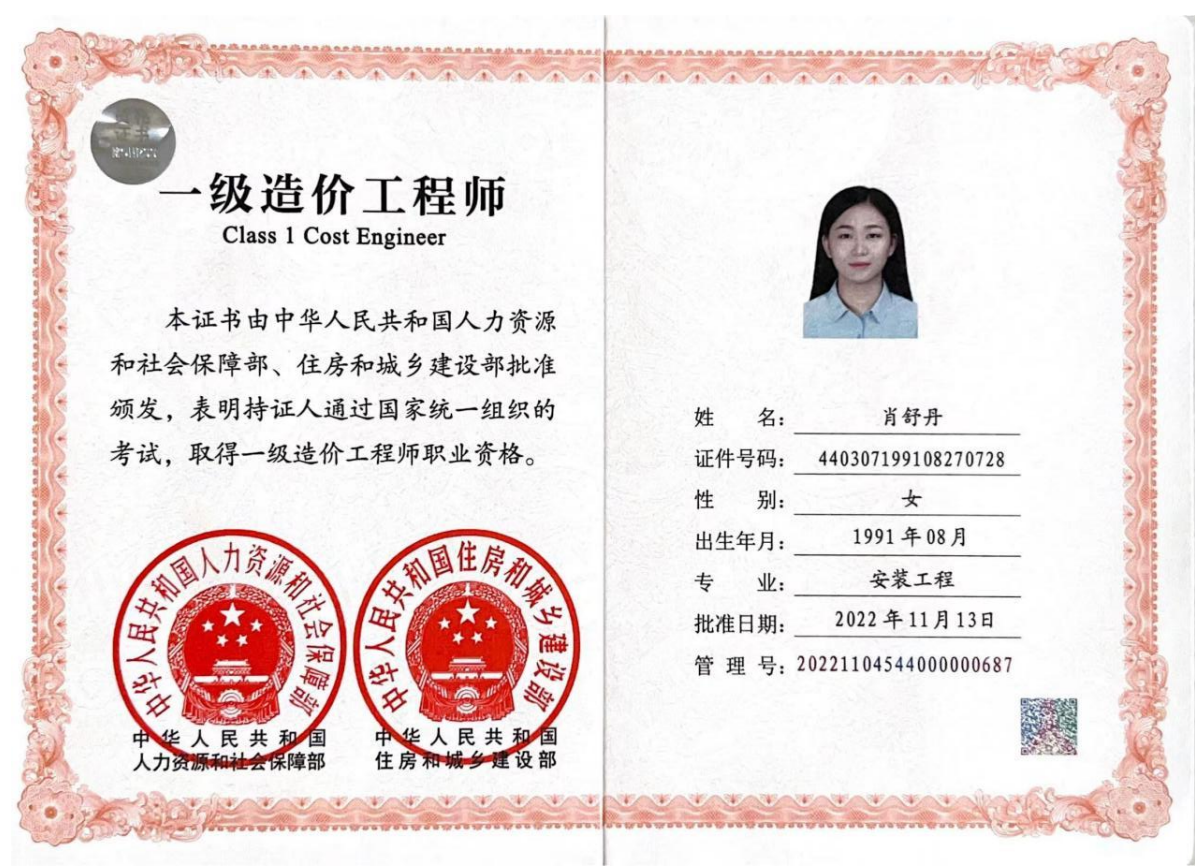 一级造价工程师
Class 1 Cost Engineer
本证书由中华人民共和国人力资源
和社会保障部、住房和城乡建设部批准
颁发，表明持证人通过国家统一组织的
考试，取得一级造价工程师职业资格。
中华人民共和国人力资源和社会保障部
中华人民共和国住房和城乡建设部
中华人民共和国
人力资源和社会保障部
中华人民共和国
住房和城乡建设部
姓 名： 肖舒丹
证件号码： 440307199108270728
性 别： 女
出生年月： 1991年08月
专 业： 安装工程
批准日期： 2022年11月13日
管 理 号： 20221104544000000687